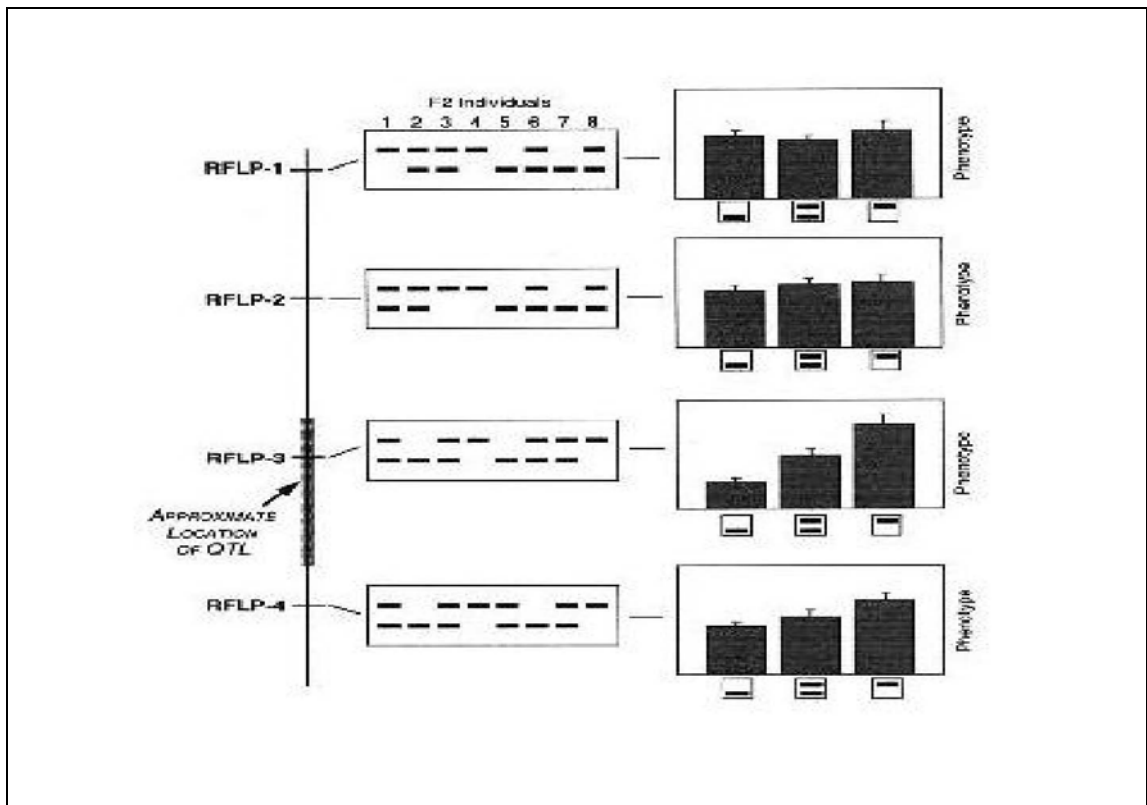 F2 Individuals
1 2 3 4 5 6 7 8
RFLP-1
Phenotype
RFLP-2
Phenotype
RFLP-3
Phenotype
APPROXIMATE
LOCATION
OF QTL
RFLP-4
Phenotype